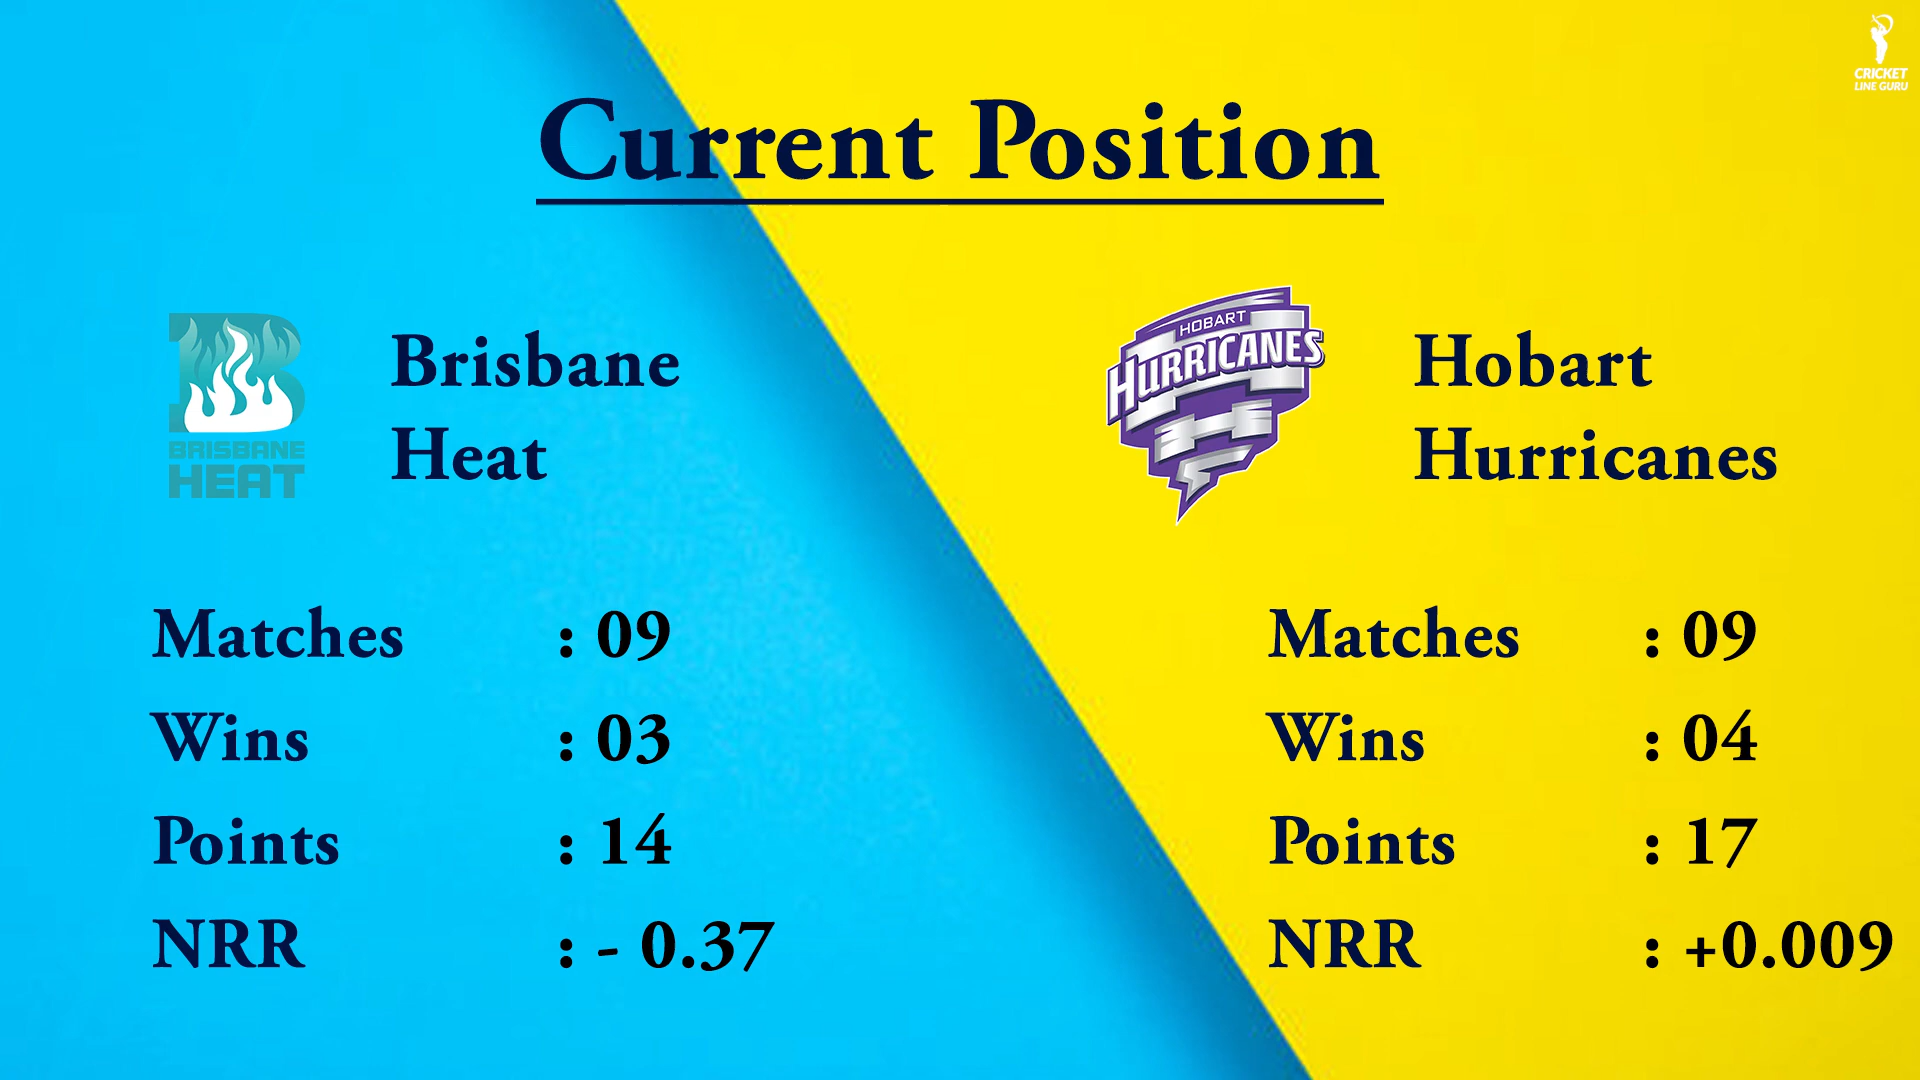 CRICKET
LINE GURU
Current Position
BRISBANE
HEAT
Brisbane
Heat
HOBART
HURRICANES
Hobart
Hurricanes
Matches : 09
Wins : 03
Points : 14
NRR : - 0.37
Matches : 09
Wins : 04
Points : 17
NRR : +0.009